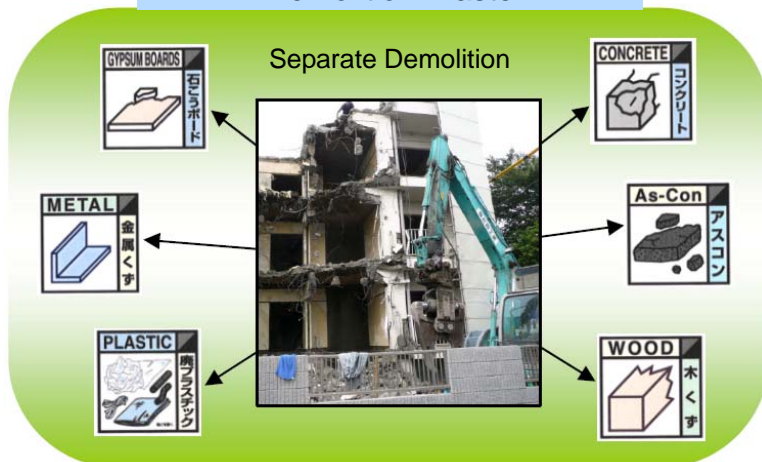 Separate Demolition
GYPSUM BOARDS
石こうボード
CONCRETE
コンクリート
METAL
金属くず
As-Con
アスコン
PLASTIC
廃プラスチック
WOOD
木くず